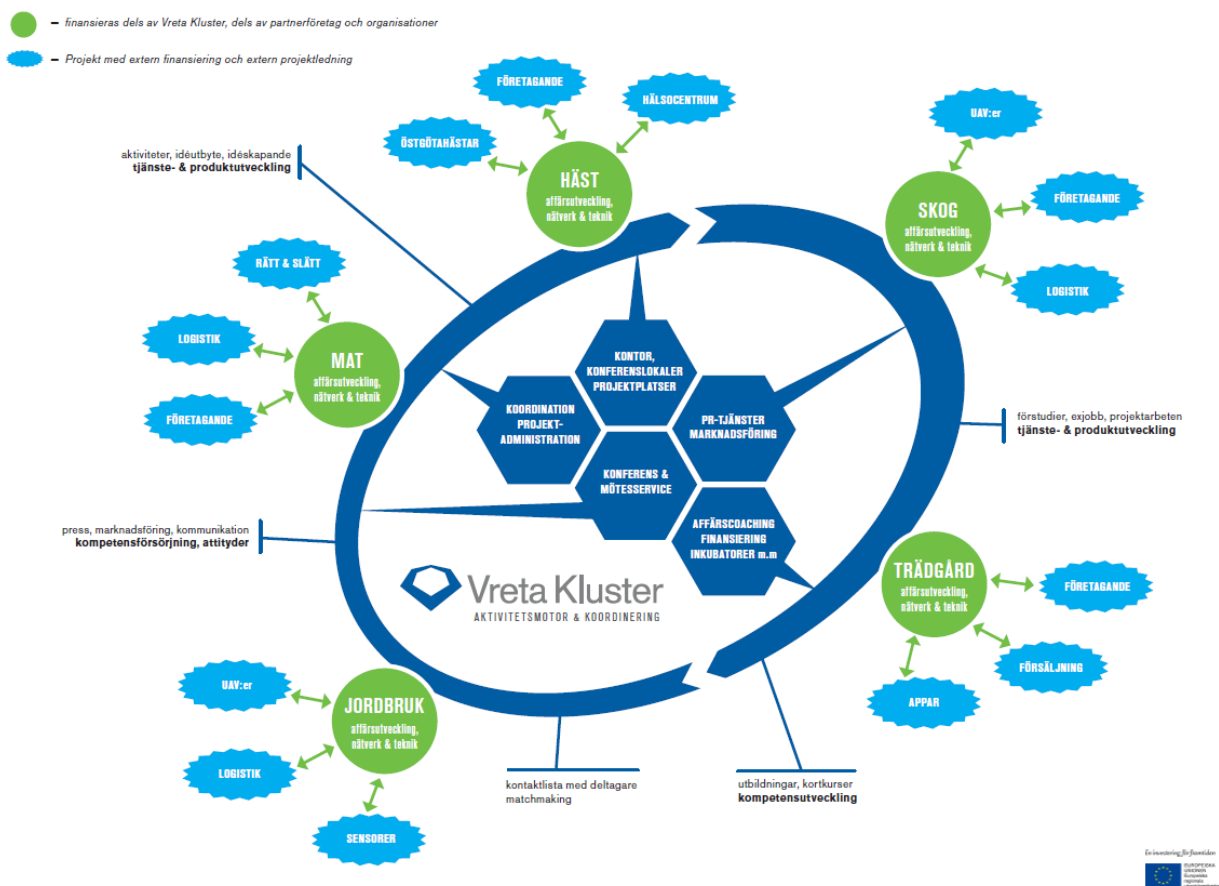 – finansieras dels av Vreta Kluster, dels av partnerföretag och organisationer
– Projekt med extern finansiering och extern projektledning
FÖRETAGANDE
HÄLSOCENTRUM
ÖSTGÖTAHÄSTAR
HÄST
affärsutveckling,
nätverk & teknik
UAV:er
FÖRETAGANDE
LOGISTIK
SKOG
affärsutveckling,
nätverk & teknik
aktiviteter, idéutbyte, idéskapande
tjänste- & produktutveckling
RÄTT & SLÄTT
LOGISTIK
FÖRETAGANDE
MAT
affärsutveckling,
nätverk & teknik
KONTOR,
KONFERENSLOKALER
PROJEKTPLATSER
KOORDINATION
PROJEKT-
ADMINISTRATION
PR-TJÄNSTER
MARKNADSFÖRING
KONFERENS &
MÖTESSERVICE
AFFÄRSCOACHING
FINANSIERING
INKUBATORER m.m
förstudier, exjobb, projektarbeten
tjänste- & produktutveckling
press, marknadsföring, kommunikation
kompetensförsörjning, attityder
Vreta Kluster
AKTIVITETSMOTOR & KOORDINERING
TRÄDGÅRD
affärsutveckling,
nätverk & teknik
FÖRETAGANDE
FÖRSÄLJNING
APPAR
UAV:er
LOGISTIK
SENSORER
JORDBRUK
affärsutveckling,
nätverk & teknik
kontaktlista med deltagare
matchmaking
utbildningar, kortkurser
kompetensutveckling
En investering för framtiden
EUROPEISKA
UNIONEN
Europeiska
regionala